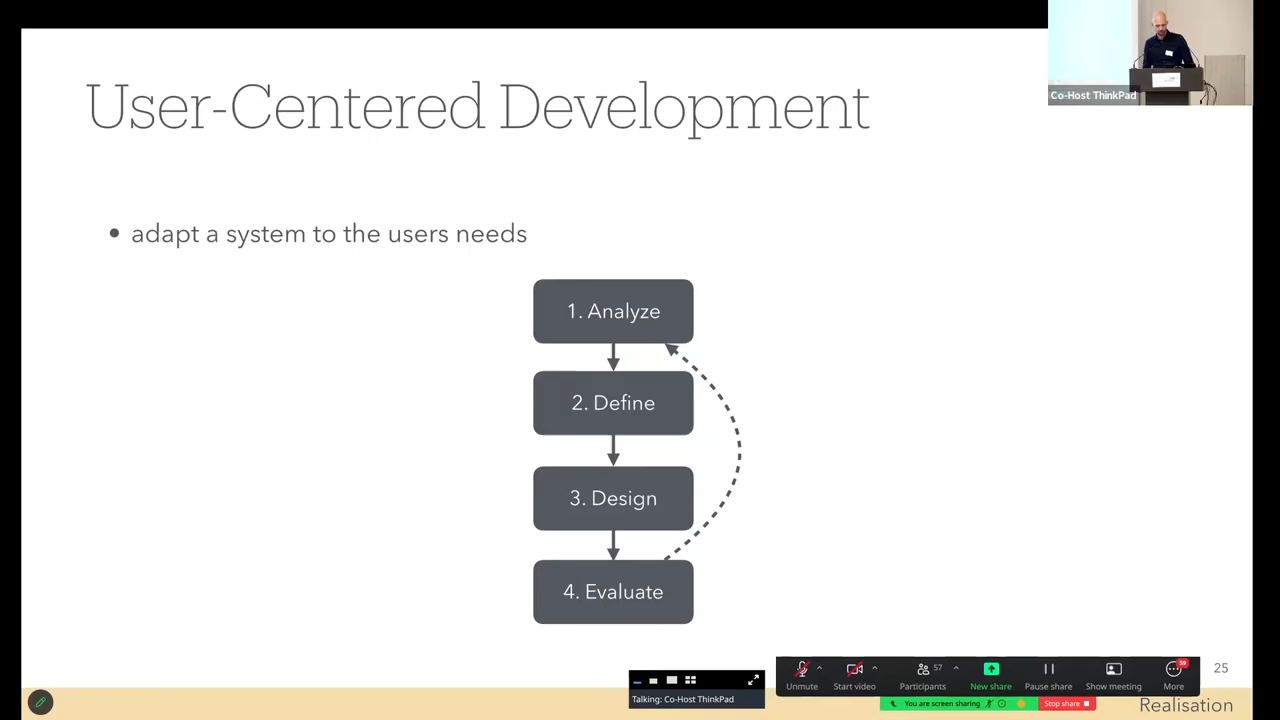 User-Centered Development
Co-Host ThinkPad
• adapt a system to the users needs
1. Analyze
2. Define
3. Design
4. Evaluate
25
Realisation
Talking: Co-Host ThinkPad
57
59
Unmute
Start video
Participants
New share
Pause share
Show meeting
More
You are screen sharing
Stop share